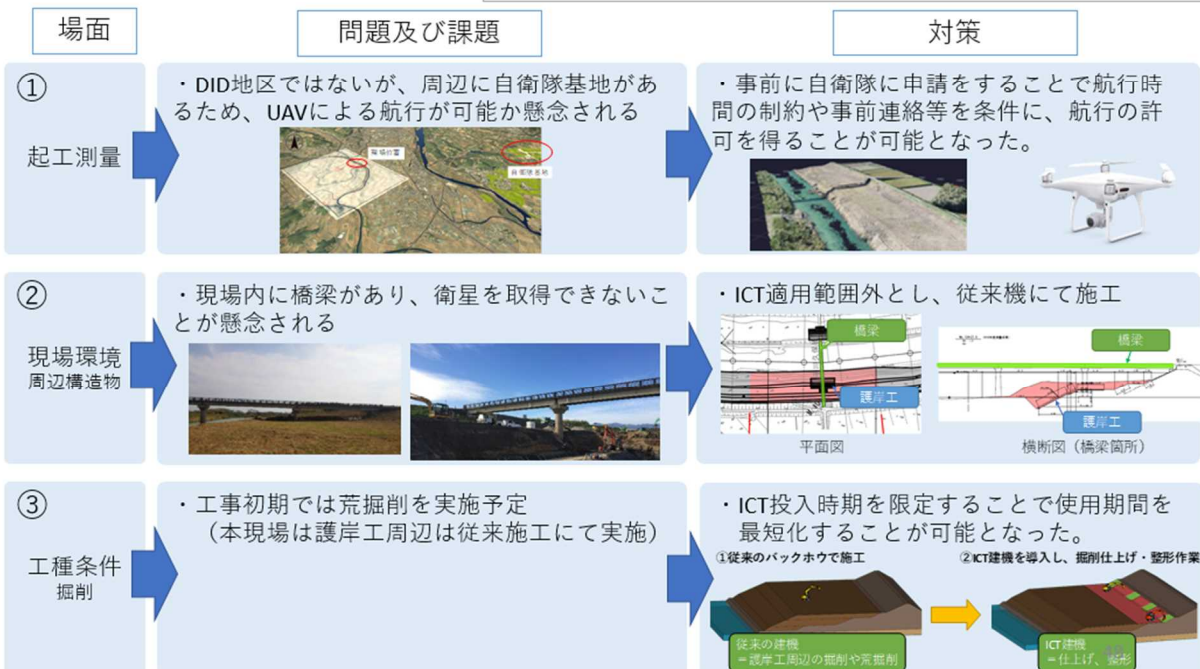 場面
問題及び課題
対策
①
起工測量
・DID地区ではないが、周辺に自衛隊基地があ
るため、UAVによる航行が可能か懸念される
現場位置
自衛隊基地
・事前に自衛隊に申請をすることで航行時
間の制約や事前連絡等を条件に、航行の許
可を得ることが可能となった。
②
現場環境
周辺構造物
・現場内に橋梁があり、衛星を取得できないこ
とが懸念される
・ICT適用範囲外とし、従来機にて施工
橋梁
護岸工
平面図
橋梁
護岸工
横断図（橋梁箇所）
③
工種条件
掘削
・工事初期では荒掘削を実施予定
（本現場は護岸工周辺は従来施工にて実施）
・ICT投入時期を限定することで使用期間を
最短化することが可能となった。
①従来のバックホウで施工
②ICT建機を導入し、掘削仕上げ・整形作業
従来の建機
＝護岸工周辺の掘削や荒掘削
ICT建機
＝仕上げ、整形